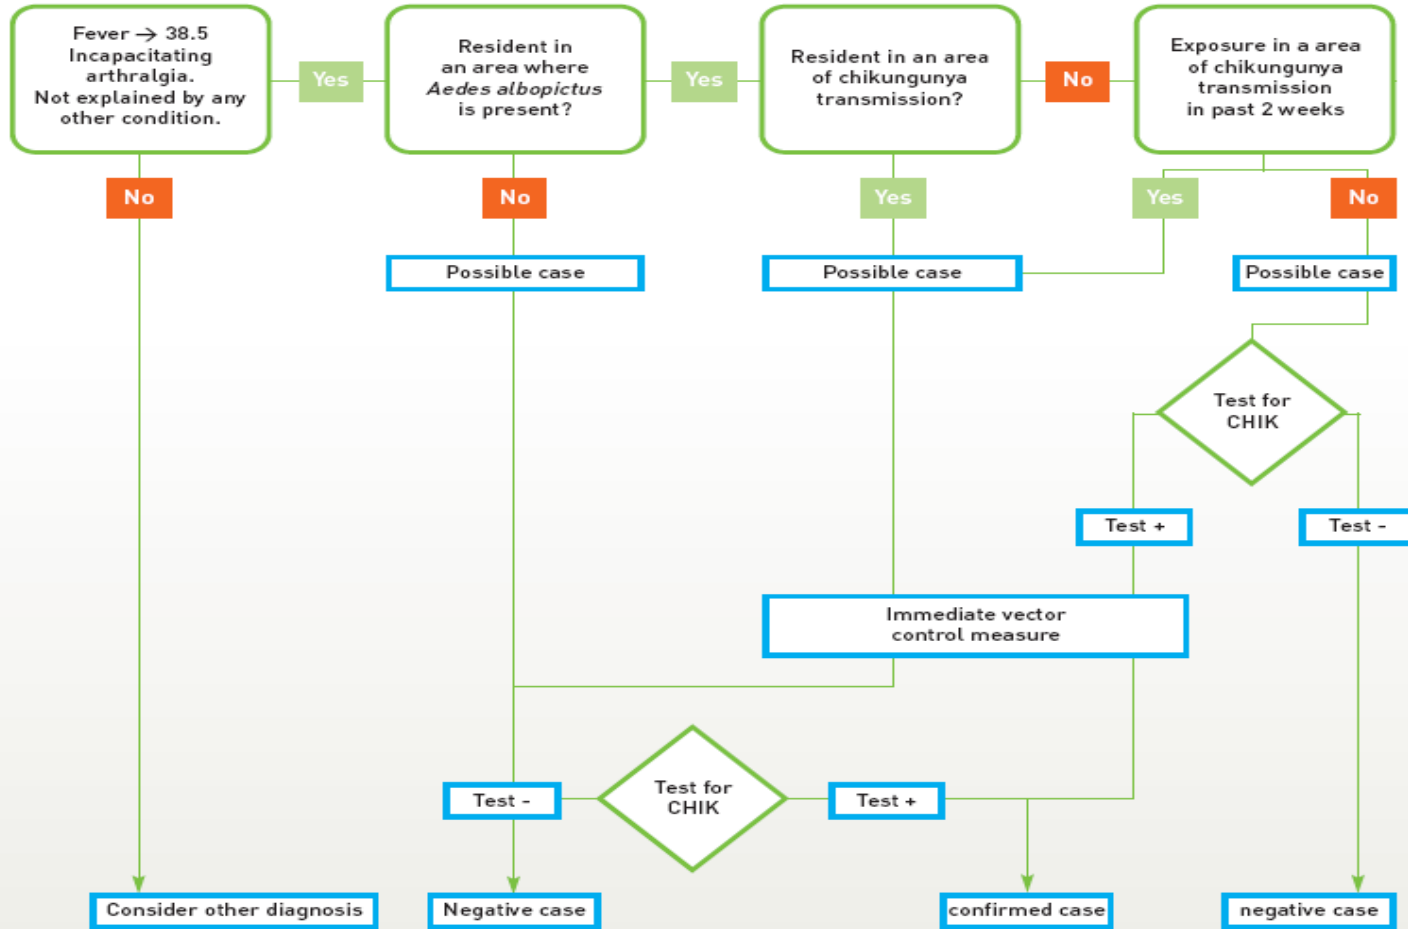 Fever → 38.5
Incapacitating
arthralgia.
Not explained by any
other condition.
Yes
Resident in
an area where
Aedes albopictus
is present?
Yes
Resident in an area
of chikungunya
transmission?
No
Exposure in a area
of chikungunya
transmission
in past 2 weeks
No
No
Yes
Yes
No
Possible case
Possible case
Possible case
Test for
CHIK
Test +
Test -
Immediate vector
control measure
Test -
Test for
CHIK
Test +
Consider other diagnosis
Negative case
confirmed case
negative case